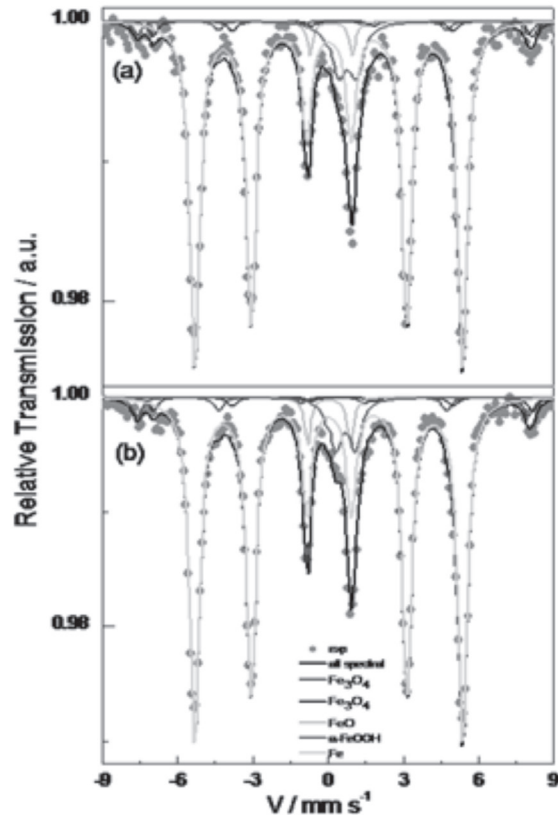 1.00
(a)
0.98
1.00
(b)
0.98
Relative Transmission / a.u.
exp
all spectral
Fe3O4
Fe3O4
FeO
α-FeOOH
Fe
-9 -6 -3 0 3 6 9
V / mm s-1